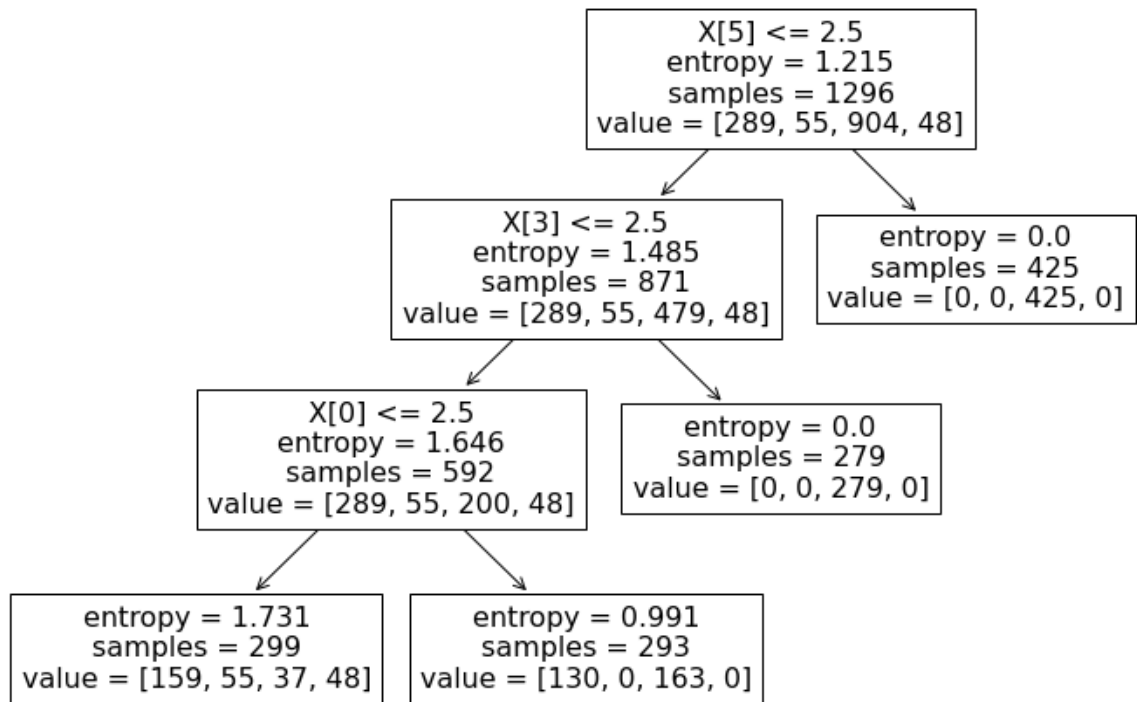 X[5] <= 2.5
entropy = 1.215
samples = 1296
value = [289, 55, 904, 48]
X[3] <= 2.5
entropy = 1.485
samples = 871
value = [289, 55, 479, 48]
entropy = 0.0
samples = 425
value = [0, 0, 425, 0]
X[0] <= 2.5
entropy = 1.646
samples = 592
value = [289, 55, 200, 48]
entropy = 0.0
samples = 279
value = [0, 0, 279, 0]
entropy = 1.731
samples = 299
value = [159, 55, 37, 48]
entropy = 0.991
samples = 293
value = [130, 0, 163, 0]